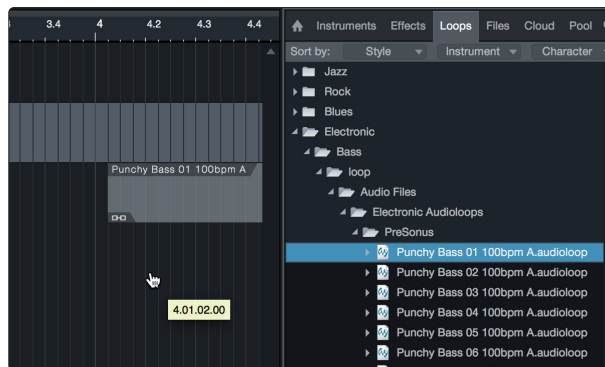 3.4 4 4.2 4.3 4.4
Instruments Effects Loops Files Cloud Pool
Sort by: Style Instrument Character
Jazz
Rock
Blues
Electronic
Bass
Punchy Bass 01 100bpm A
loop
Audio Files
Electronic Audioloops
PreSonus
Punchy Bass 01 100bpm A.audioloop
Punchy Bass 02 100bpm A.audioloop
Punchy Bass 03 100bpm A.audioloop
4.01.02.00
Punchy Bass 04 100bpm A.audioloop
Punchy Bass 05 100bpm A.audioloop
Punchy Bass 06 100bpm A.audioloop